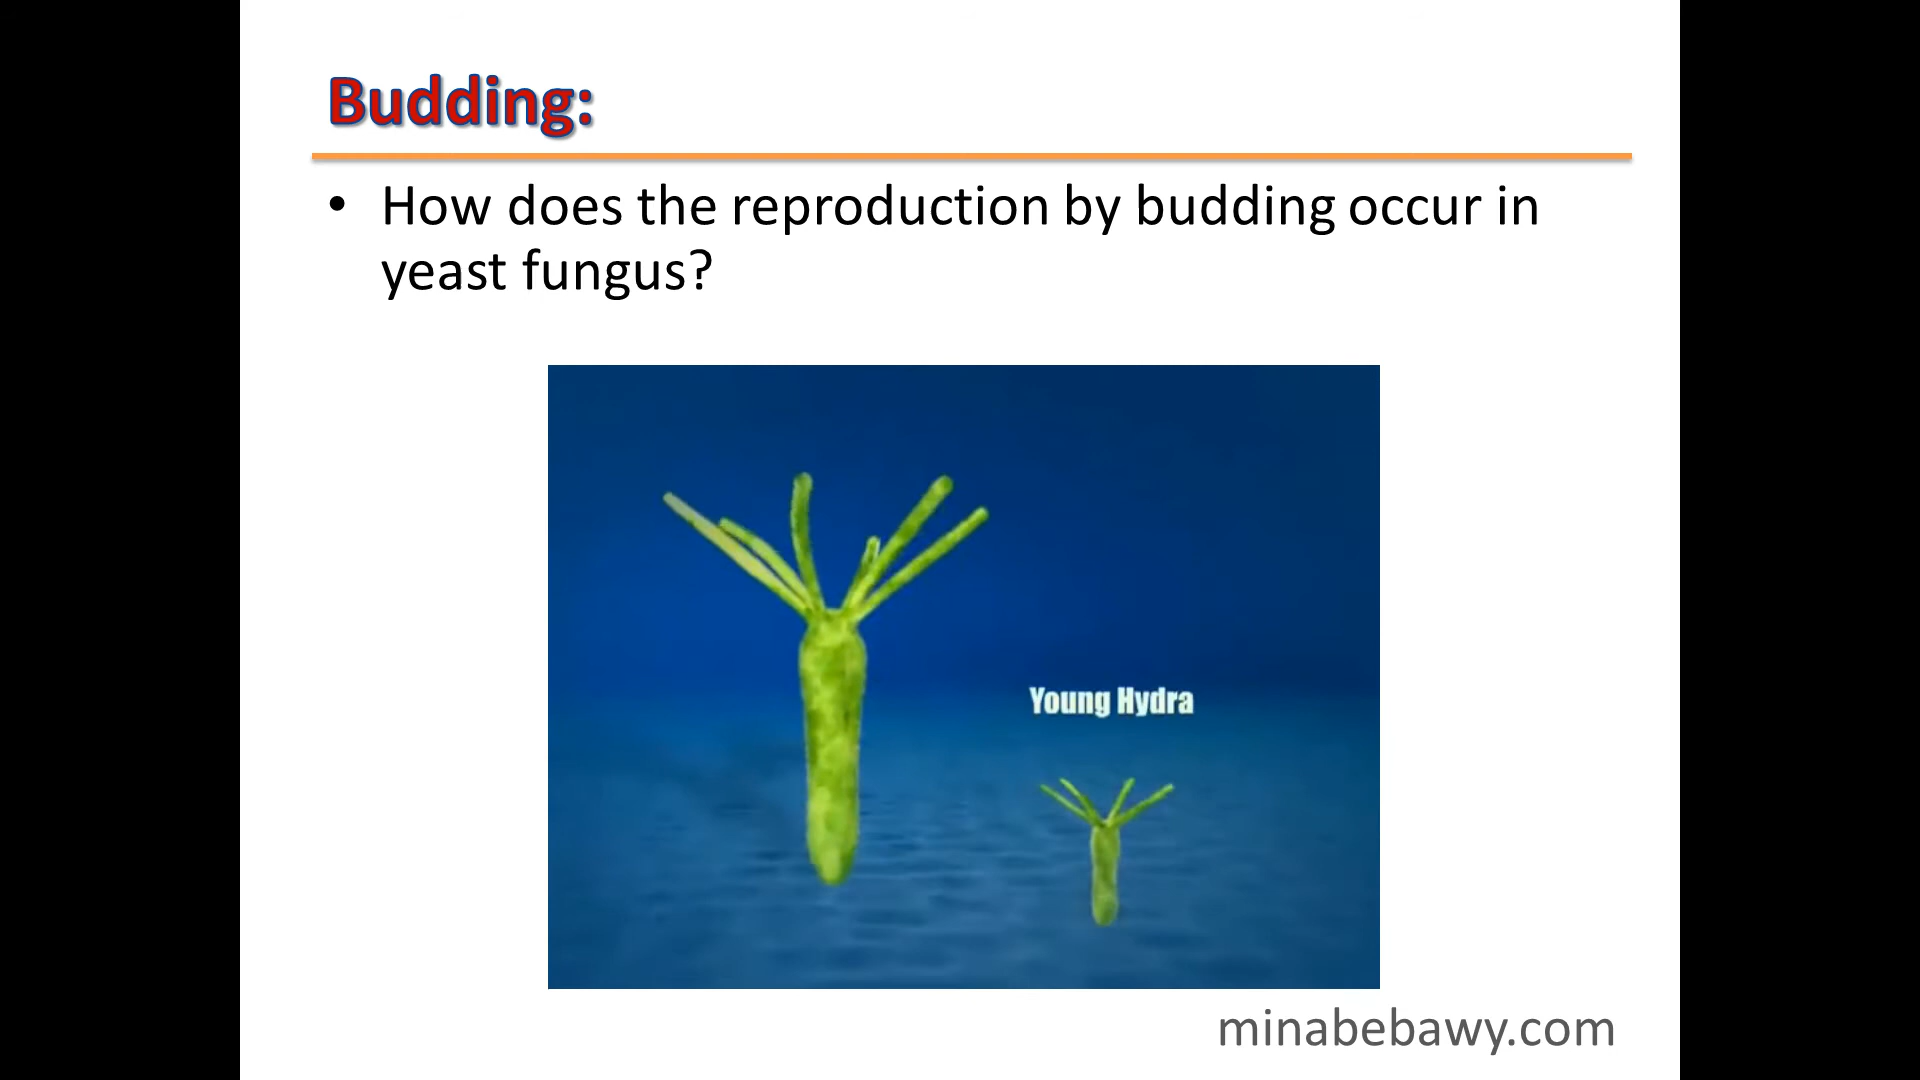 Budding:
• How does the reproduction by budding occur in
yeast fungus?
Young Hydra
minabebawy.com